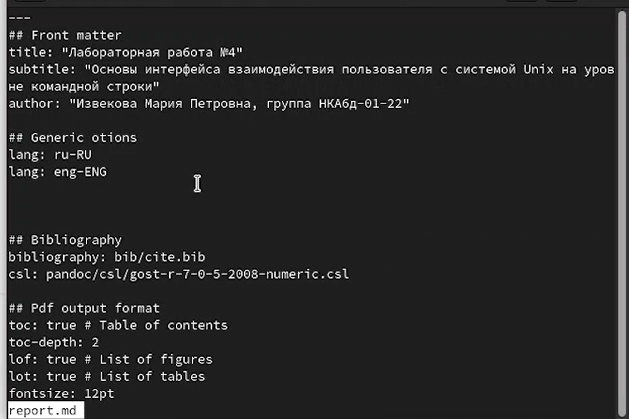 ---
## Front matter
title: "Лабораторная работа №4"
subtitle: "Основы интерфейса взаимодействия пользователя с системой Unix на уров
не командной строки"
author: "Извекова Мария Петровна, группа НКАбд-01-22"
## Generic otions
lang: ru-RU
lang: eng-ENG
## Bibliography
bibliography: bib/cite.bib
csl: pandoc/csl/gost-r-7-0-5-2008-numeric.csl
## Pdf output format
toc: true # Table of contents
toc-depth: 2
lof: true # List of figures
lot: true # List of tables
fontsize: 12pt
report.md